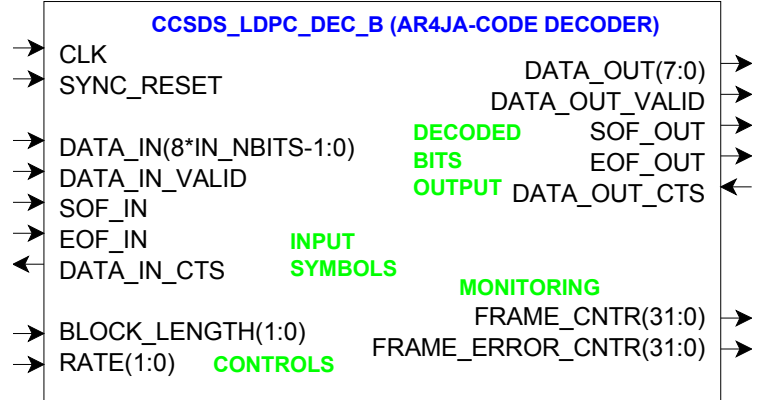 CCSDS_LDPC_DEC_B (AR4JA-CODE DECODER)
CLK
SYNC_RESET
DATA_IN(8*IN_NBITS-1:0)
DATA_IN_VALID
SOF_IN
EOF_IN
DATA_IN_CTS
INPUT
SYMBOLS
BLOCK_LENGTH(1:0)
RATE(1:0)
CONTROLS
DATA_OUT(7:0)
DATA_OUT_VALID
SOF_OUT
EOF_OUT
DATA_OUT_CTS
DECODED
BITS
OUTPUT
MONITORING
FRAME_CNTR(31:0)
FRAME_ERROR_CNTR(31:0)